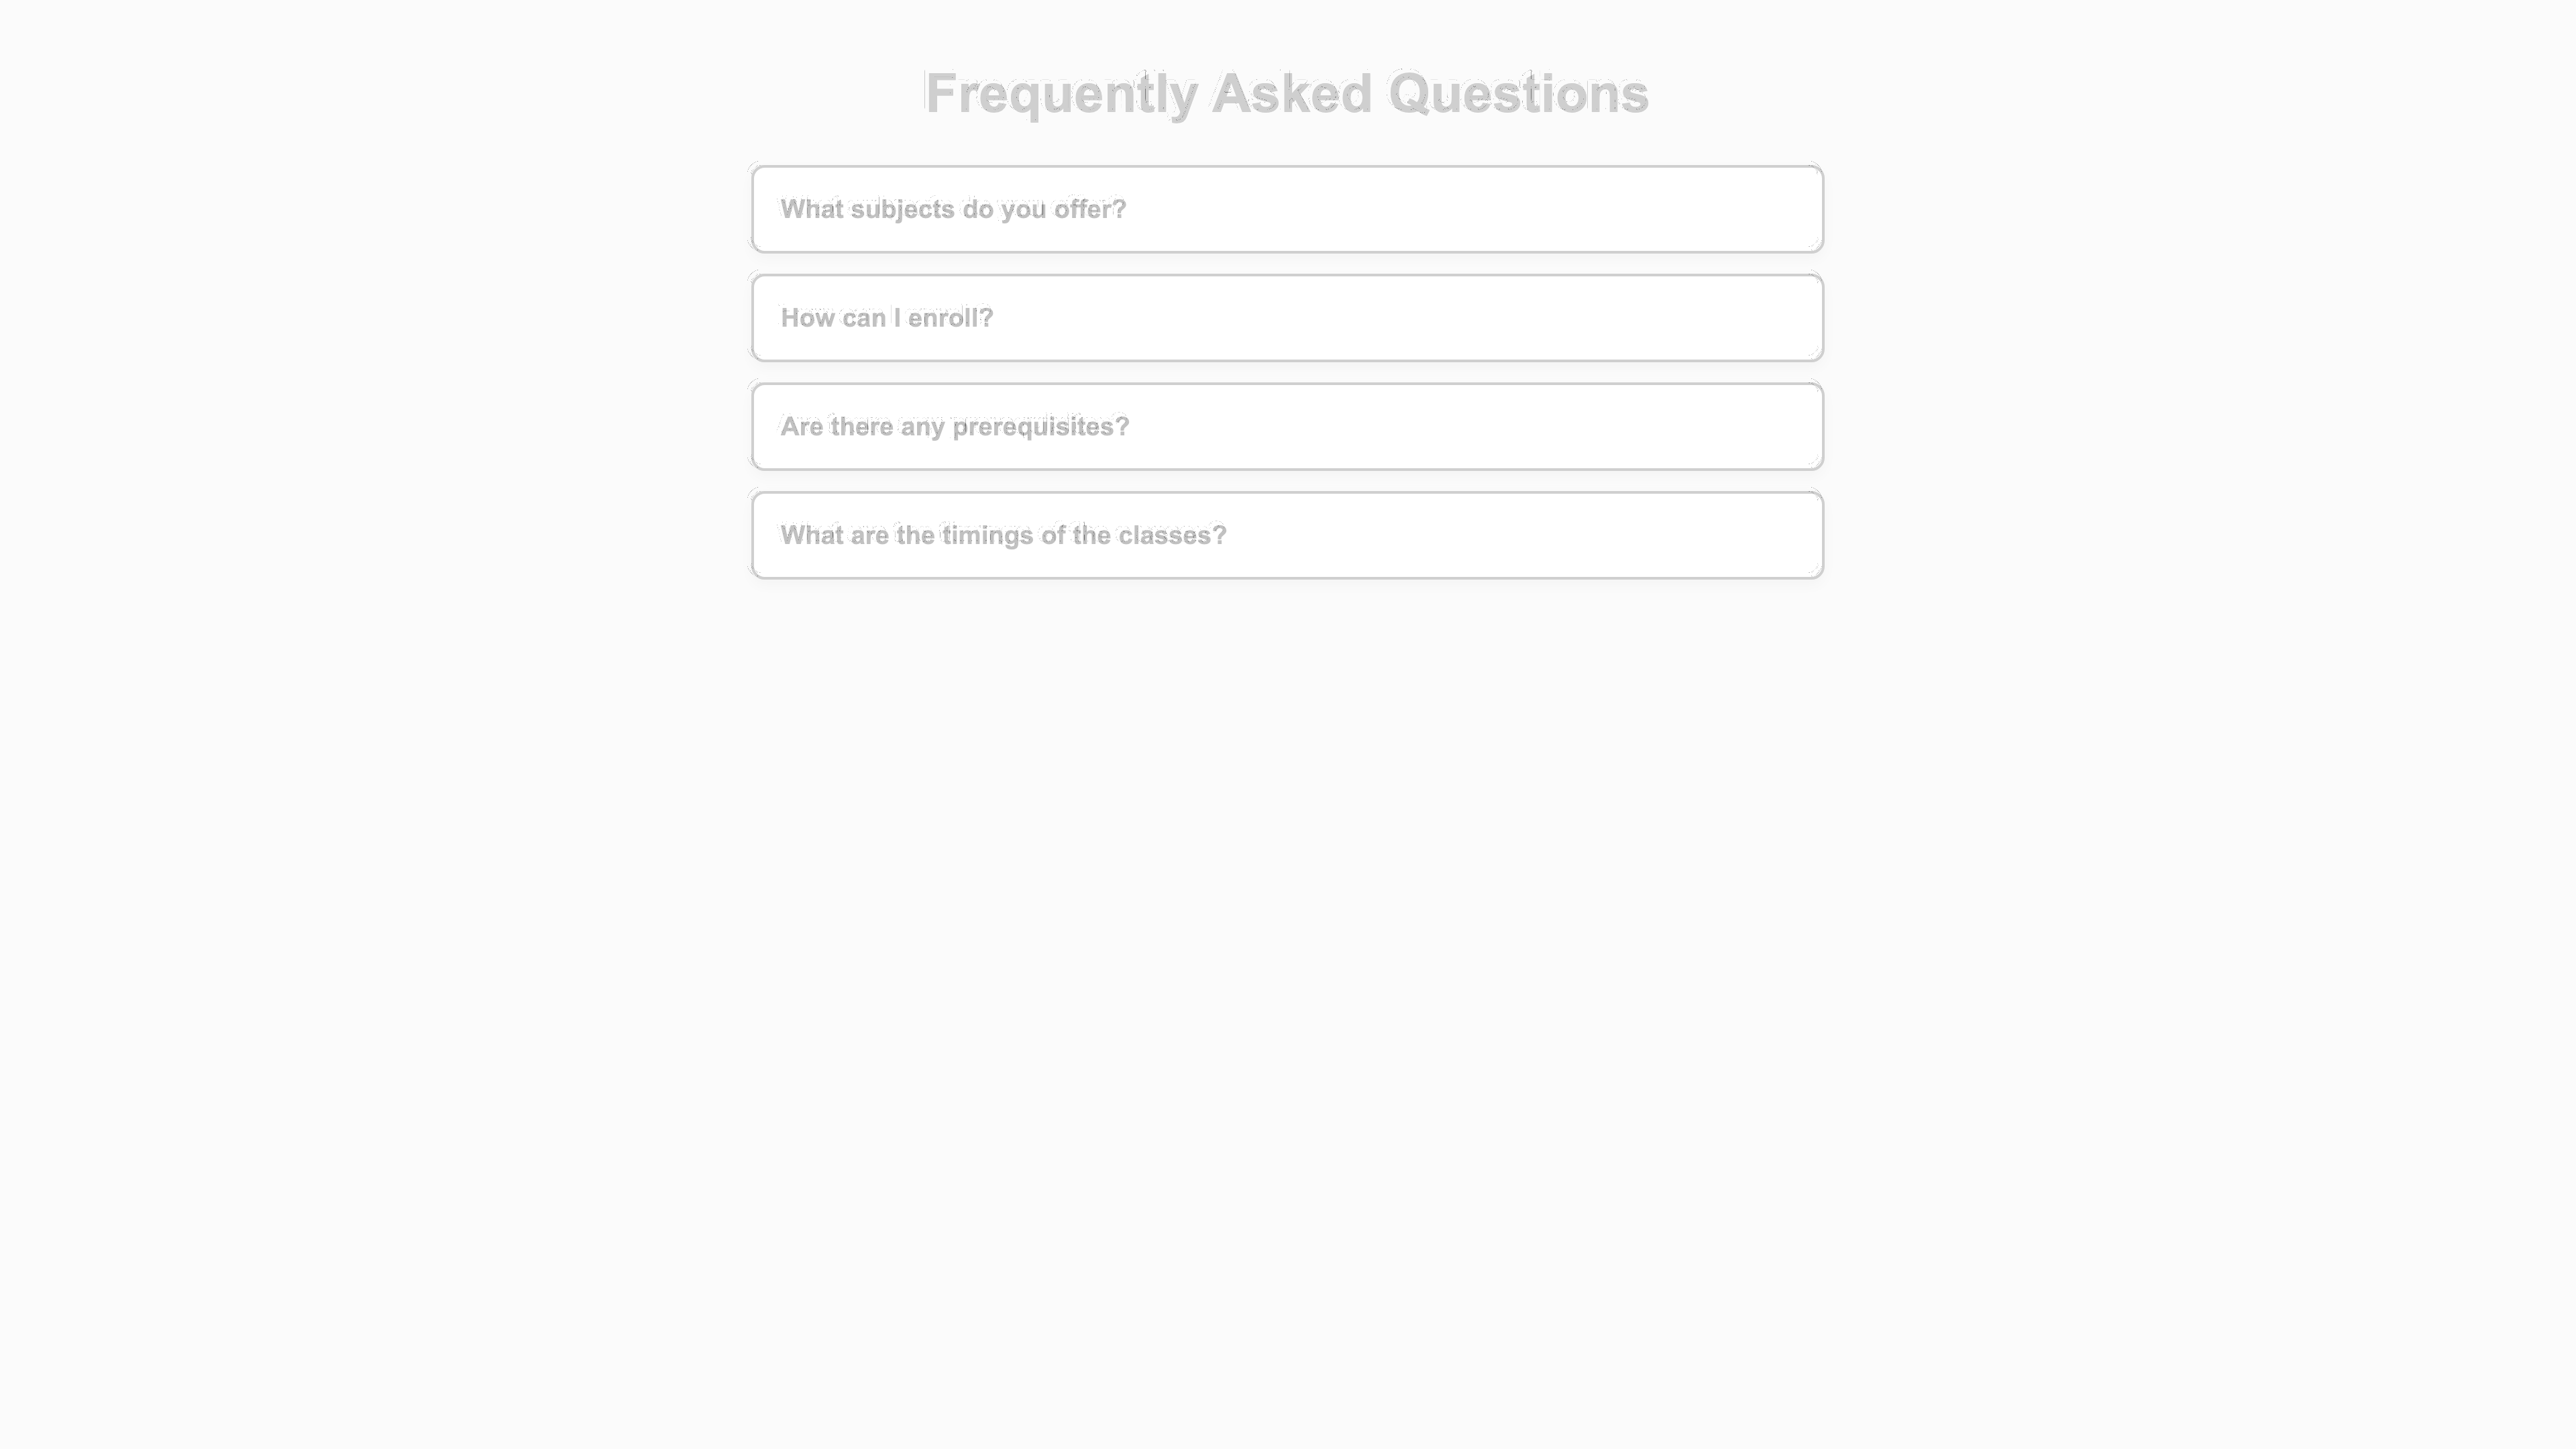 Frequently Asked Questions
What subjects do you offer?
How can I enroll?
Are there any prerequisites?
What are the timings of the classes?